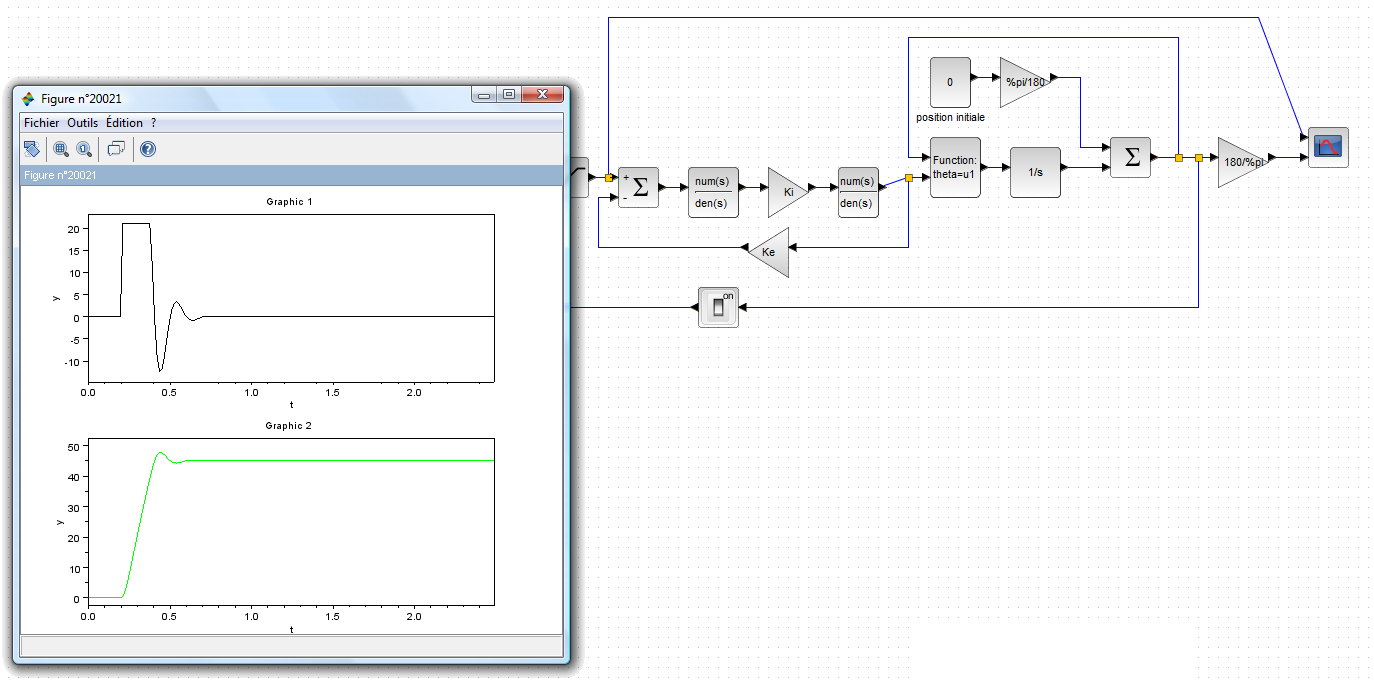 Figure n°20021
Fichier Outils Édition ?
Figure n°20021
Graphic 1
y
20
15
10
5
0
-5
-10
0.0 0.5 1.0 1.5 2.0
t
Graphic 2
y
50
40
30
20
10
0
0.0 0.5 1.0 1.5 2.0
t
+
-
Σ
num(s)
den(s)
Ki
num(s)
den(s)
Ke
on
0
position initiale
%pi/180
Function:
theta=u1
1/s
Σ
180/%pi